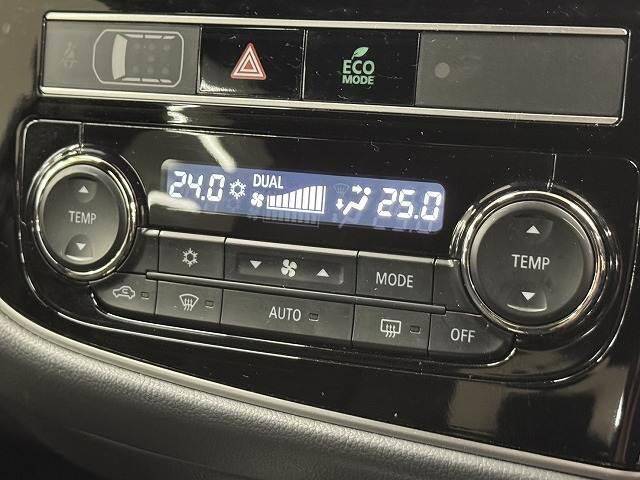 ECO
MODE
24.0 DUAL 25.0
TEMP
MODE
TEMP
AUTO
OFF